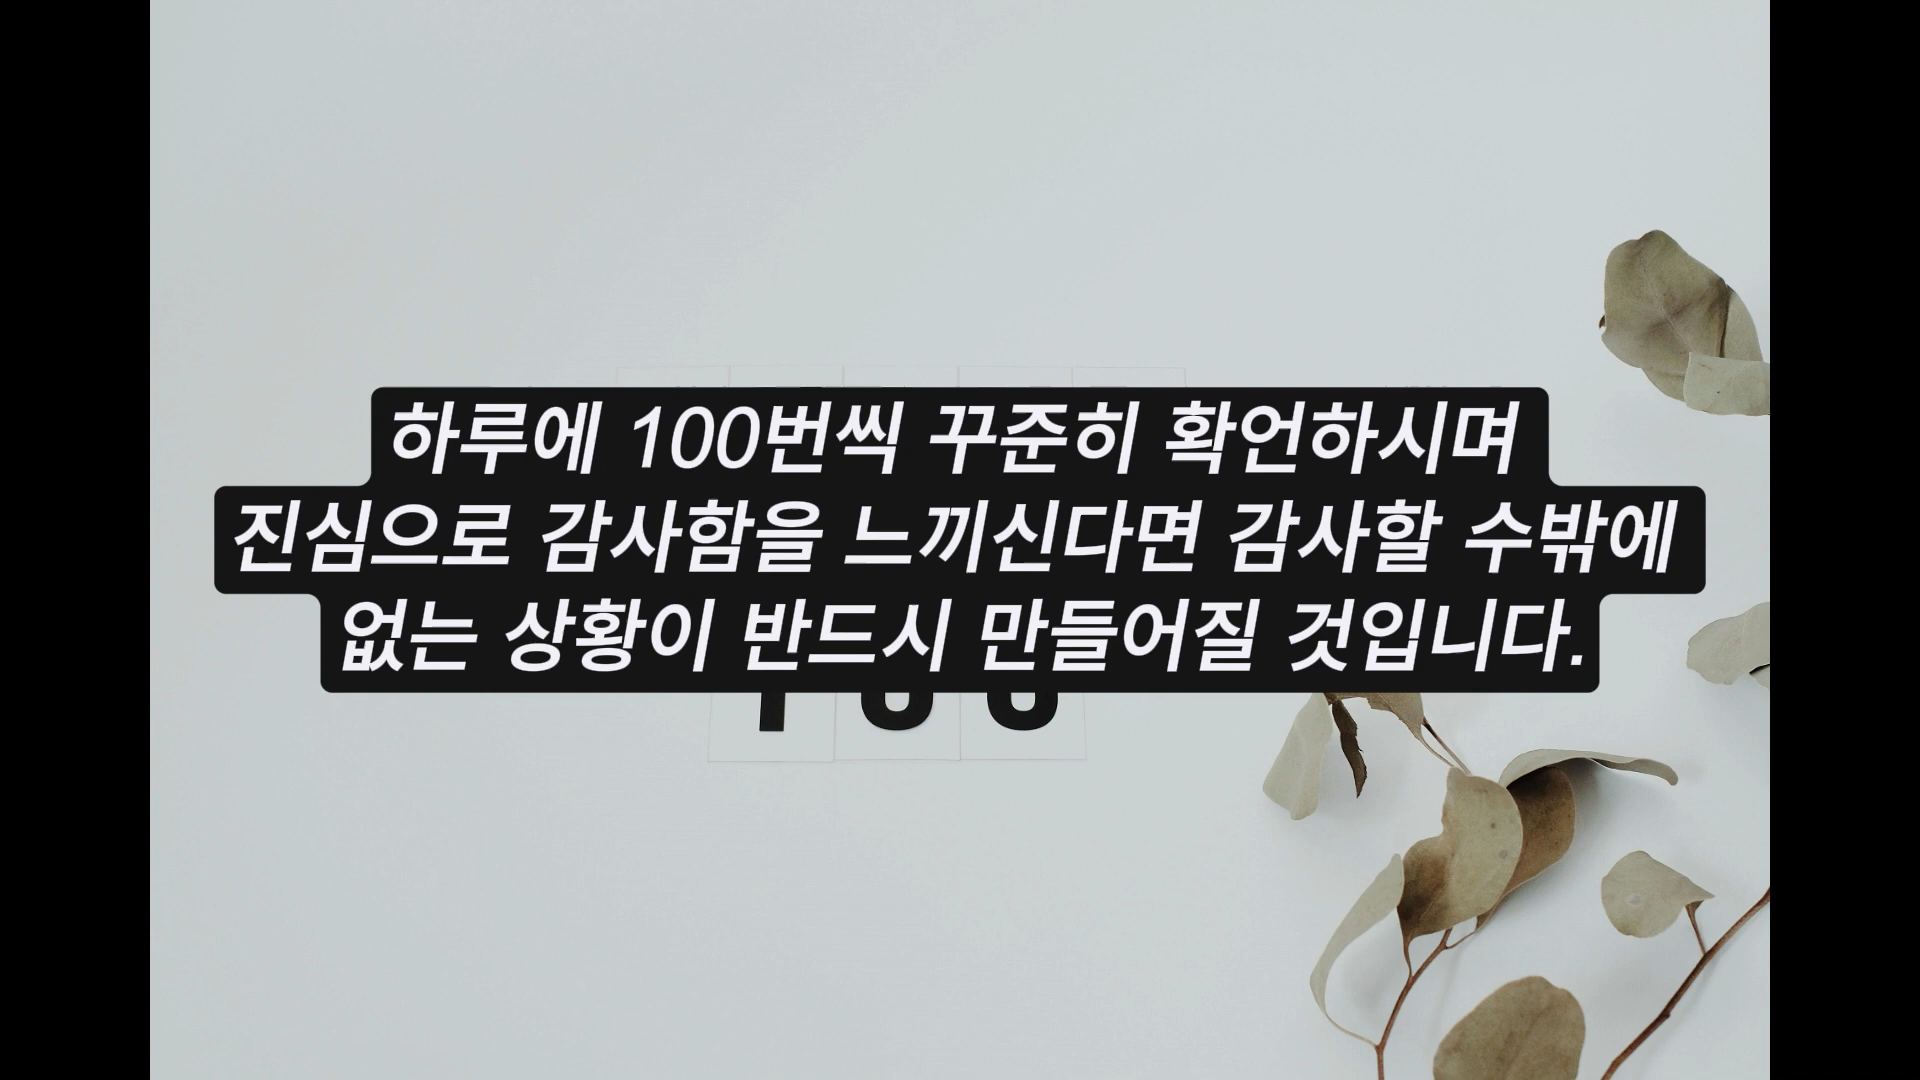 하루에 100번씩 꾸준히 확언하시며
진심으로 감사함을 느끼신다면 감사할 수밖에
없는 상황이 반드시 만들어질 것입니다.